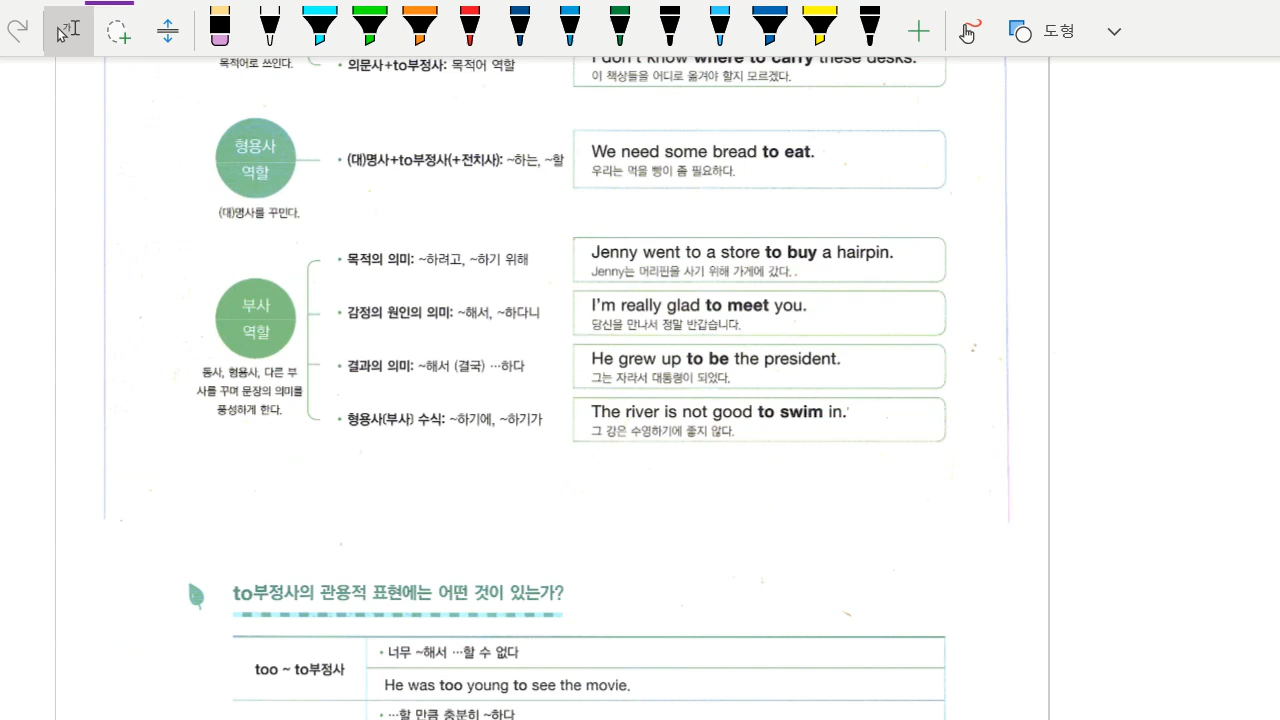 도형
목적어로 쓰인다.
• 의문사+to부정사: 목적어 역할
I don't know where to carry these desks.
이 책상들을 어디로 옮겨야 할지 모르겠다.
형용사
역할
(대)명사를 꾸민다.
• (대)명사+to부정사(+전치사): ~하는, ~할
We need some bread to eat.
우리는 먹을 빵이 좀 필요하다.
부사
역할
동사, 형용사, 다른 부
사를 꾸며 문장의 의미를
풍성하게 한다.
• 목적의 의미: ~하려고, ~하기 위해
Jenny went to a store to buy a hairpin.
Jenny는 머리핀을 사기 위해 가게에 갔다.
• 감정의 원인의 의미: ~해서, ~하다니
I'm really glad to meet you.
당신을 만나서 정말 반갑습니다.
• 결과의 의미: ~해서 (결국) …하다
He grew up to be the president.
그는 자라서 대통령이 되었다.
• 형용사(부사) 수식: ~하기에, ~하기가
The river is not good to swim in.
그 강은 수영하기에 좋지 않다.
to부정사의 관용적 표현에는 어떤 것이 있는가?
too ~ to부정사
• 너무 ~해서 …할 수 없다
He was too young to see the movie.
• …할 만큼 충분히 ~하다